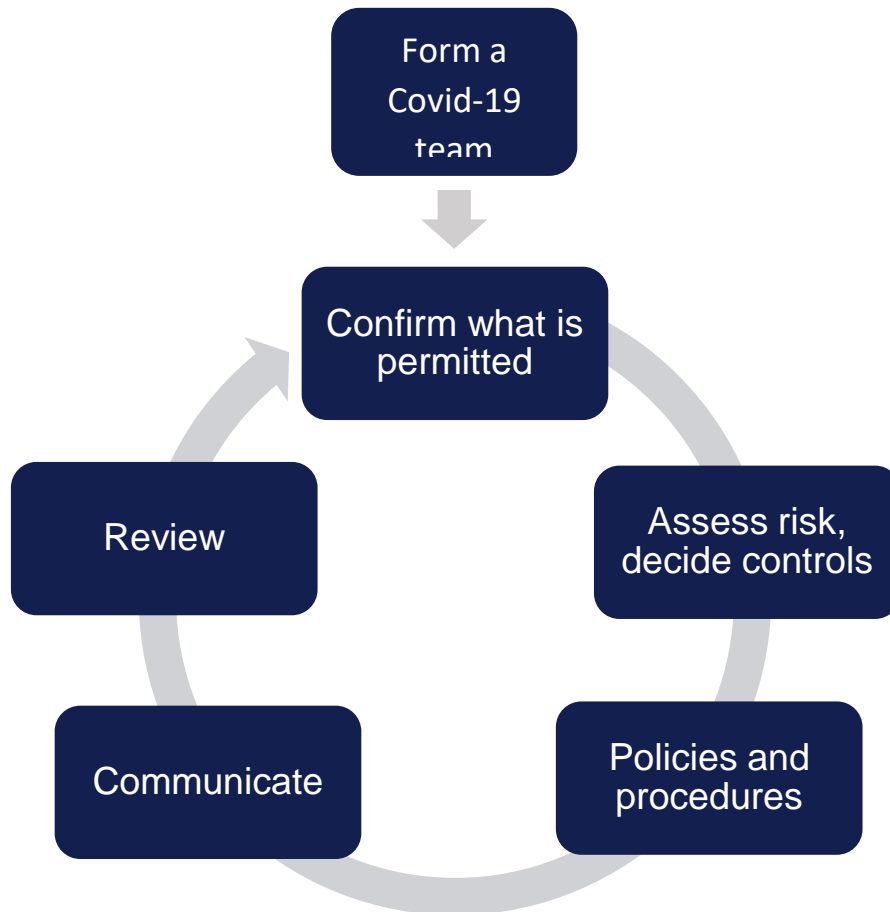 Form a
Covid-19
team
Confirm what is
permitted
Assess risk,
decide controls
Policies and
procedures
Communicate
Review